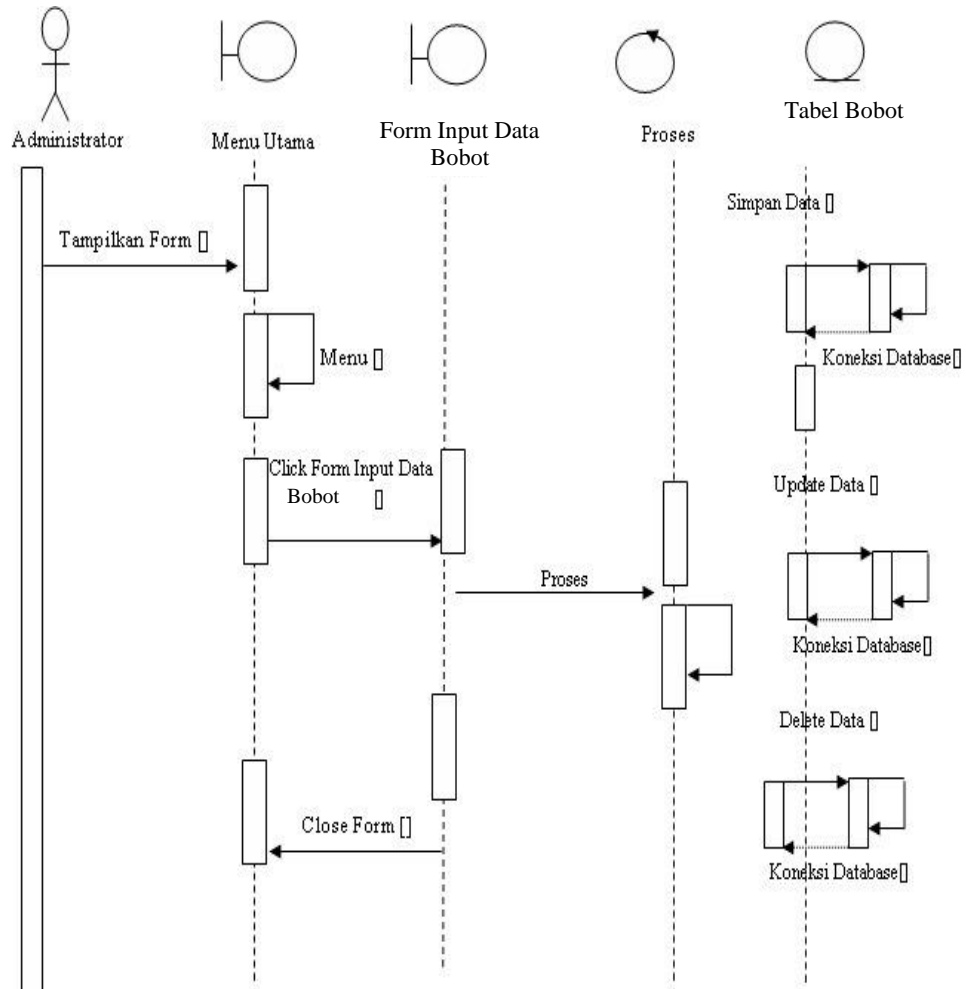 Administrator
Menu Utama
Form Input Data
Bobot
Proses
Tabel Bobot
Simpan Data []
Tampilkan Form []
Menu []
Koneksi Database[]
Click Form Input Data
Bobot []
Update Data []
Proses
Koneksi Database[]
Delete Data []
Close Form []
Koneksi Database[]